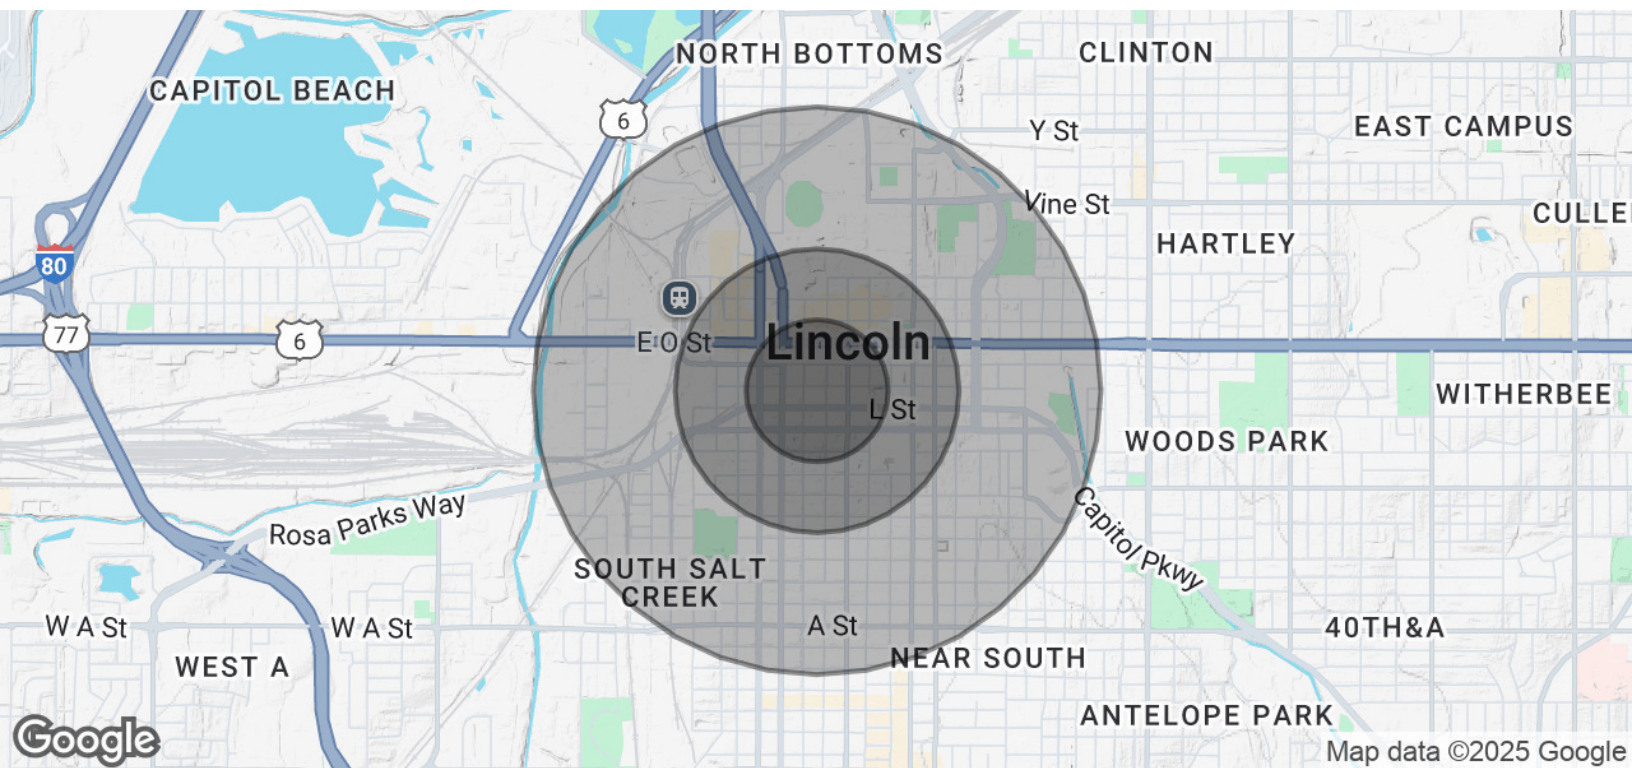 NORTH BOTTOMS
CLINTON
CAPITOL BEACH
6
Y St
EAST CAMPUS
Vine St
CULLE
HARTLEY
80
77
6
E O St
Lincoln
WITHERBEE
L St
WOODS PARK
Rosa Parks Way
Capitol Pkwy
SOUTH SALT
CREEK
W A St
W A St
A St
40TH&A
WEST A
NEAR SOUTH
ANTELOPE PARK
Google
Map data ©2025 Google